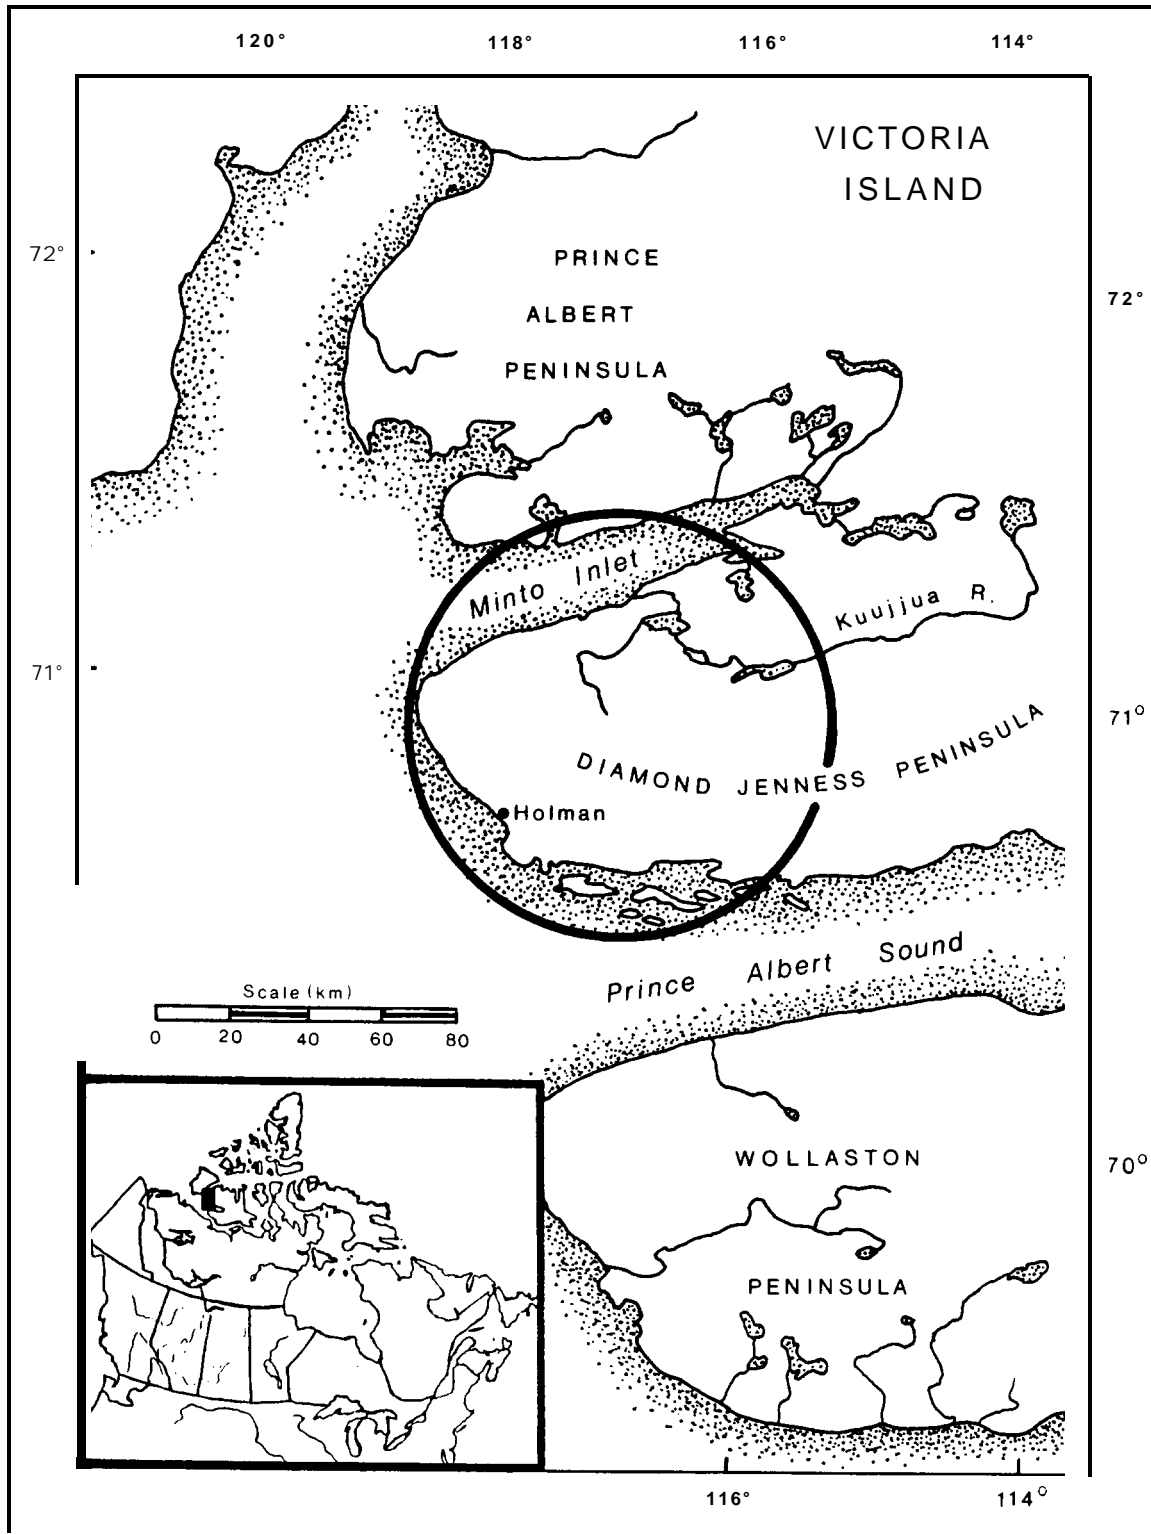 120° 118° 116° 114°
VICTORIA
ISLAND
72°
PRINCE
72°
ALBERT
PENINSULA
Minto Inlet
Kuujjua R.
71°
71°
DIAMOND JENNESS PENINSULA
Holman
Prince Albert Sound
Scale (km)
0 20 40 60 80
WOLLASTON
70°
PENINSULA
116° 114°